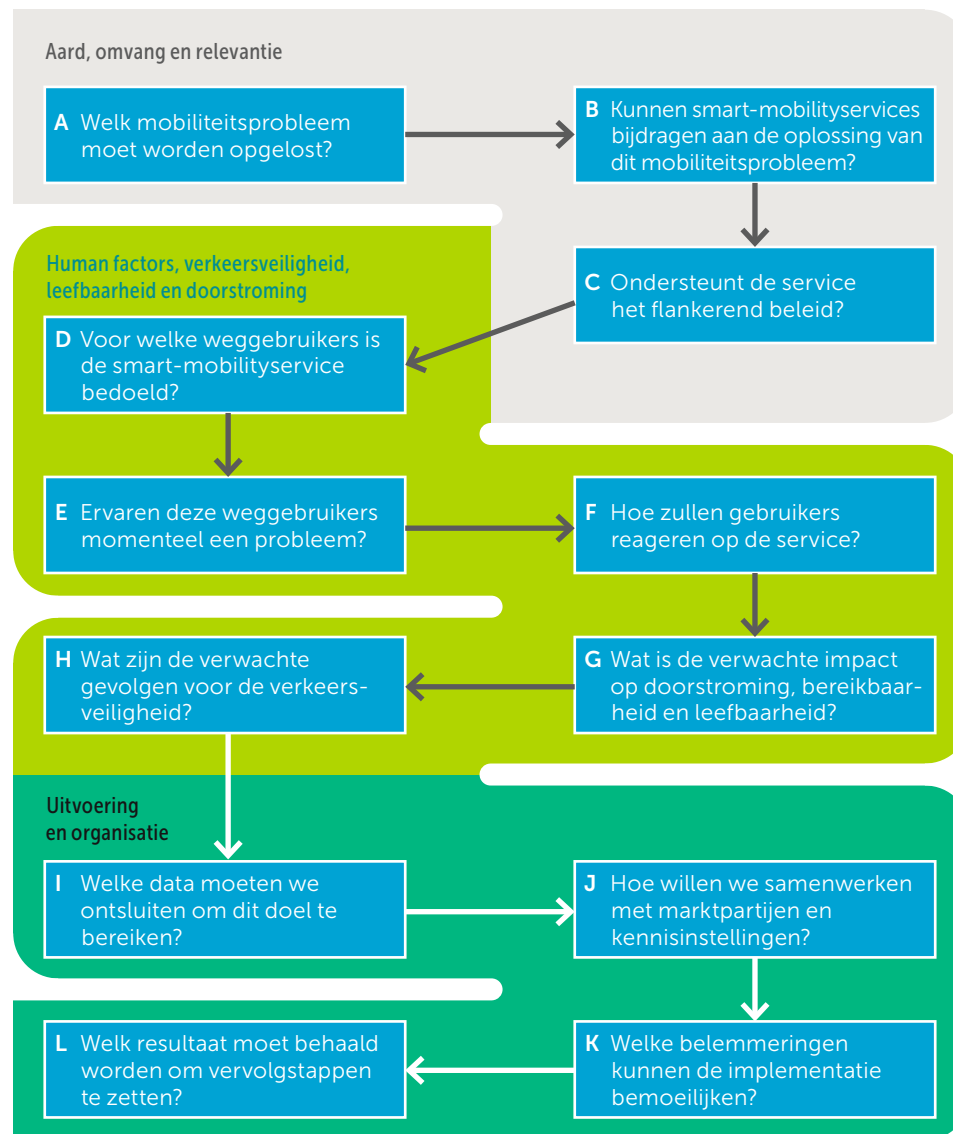 Aard, omvang en relevantie
A Welk mobiliteitsprobleem
moet worden opgelost?
B Kunnen smart-mobilityservices
bijdragen aan de oplossing van
dit mobiliteitsprobleem?
C Ondersteunt de service
het flankerend beleid?
Human factors, verkeersveiligheid,
leefbaarheid en doorstroming
D Voor welke weggebruikers is
de smart-mobilityservice
bedoeld?
E Ervaren deze weggebruikers
momenteel een probleem?
F Hoe zullen gebruikers
reageren op de service?
G Wat is de verwachte impact
op doorstroming, bereikbaar-
heid en leefbaarheid?
H Wat zijn de verwachte
gevolgen voor de verkeers-
veiligheid?
Uitvoering
en organisatie
I Welke data moeten we
ontsluiten om dit doel te
bereiken?
J Hoe willen we samenwerken
met marktpartijen en
kennisinstellingen?
K Welke belemmeringen
kunnen de implementatie
bemoeilijken?
L Welk resultaat moet behaald
worden om vervolgstappen
te zetten?